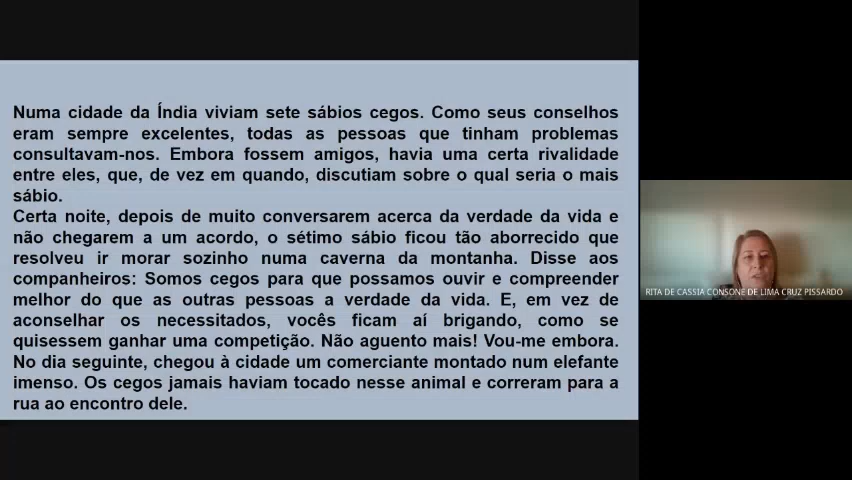 Numa cidade da Índia viviam sete sábios cegos. Como seus conselhos
eram sempre excelentes, todas as pessoas que tinham problemas
consultavam-nos. Embora fossem amigos, havia uma certa rivalidade
entre eles, que, de vez em quando, discutiam sobre o qual seria o mais
sábio.
Certa noite, depois de muito conversarem acerca da verdade da vida e
não chegarem a um acordo, o sétimo sábio ficou tão aborrecido que
resolveu ir morar sozinho numa caverna da montanha. Disse aos
companheiros: Somos cegos para que possamos ouvir e compreender
melhor do que as outras pessoas a verdade da vida. E, em vez de
aconselhar os necessitados, vocês ficam aí brigando, como se
quisessem ganhar uma competição. Não aguento mais! Vou-me embora.
No dia seguinte, chegou à cidade um comerciante montado num elefante
imenso. Os cegos jamais haviam tocado nesse animal e correram para a
rua ao encontro dele.
RITA DE CASSIA CONSONE DE LIMA CRUZ PISSARDO